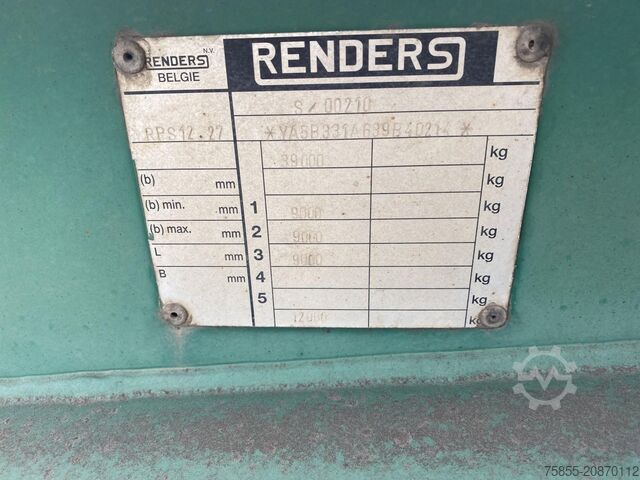 RENDERS N.V.
BELGIE
RENDERS
S/00210
RPS12.27 *YA5B331A639B40214*
39000 kg
(b) mm kg
(b) min. mm 1 9000 kg
(b) max. mm 2 9000 kg
L mm 3 9000 kg
B mm 4 kg
5 kg
12000 kg
75855-20870112